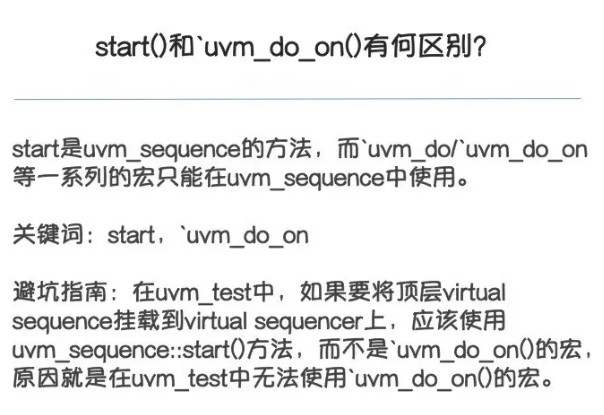 start()和`uvm_do_on()有何区别?
start是uvm_sequence的方法，而`uvm_do/`uvm_do_on
等一系列的宏只能在uvm_sequence中使用。
关键词：start，`uvm_do_on
避坑指南：在uvm_test中，如果要将顶层virtual
sequence挂载到virtual sequencer上，应该使用
uvm_sequence::start()方法，而不是`uvm_do_on()的宏，
原因就是在uvm_test中无法使用`uvm_do_on()的宏。